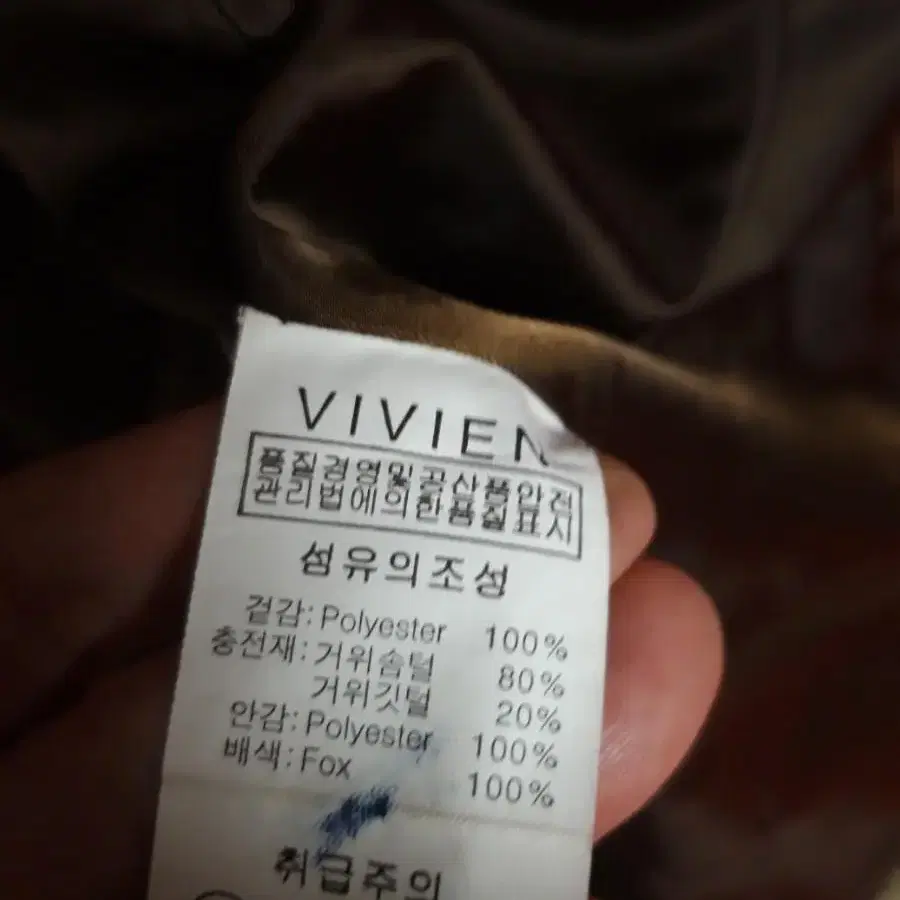 VIVIEN
품질경영및공산품안전
관리법에의한품질표시
섬유의조성
겉감: Polyester 100%
충전재: 거위솜털 80%
거위깃털 20%
안감: Polyester 100%
배색: Fox 100%
취급주의